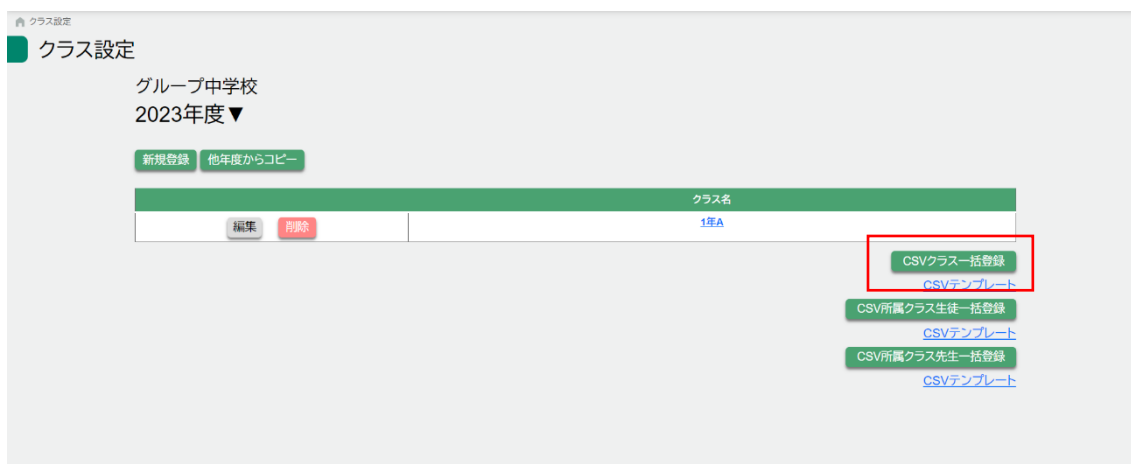 クラス設定
クラス設定
グループ中学校
2023年度▼
新規登録 他年度からコピー
クラス名
編集 削除 1年A
CSVクラス一括登録
CSVテンプレート
CSV所属クラス生徒一括登録
CSVテンプレート
CSV所属クラス先生一括登録
CSVテンプレート